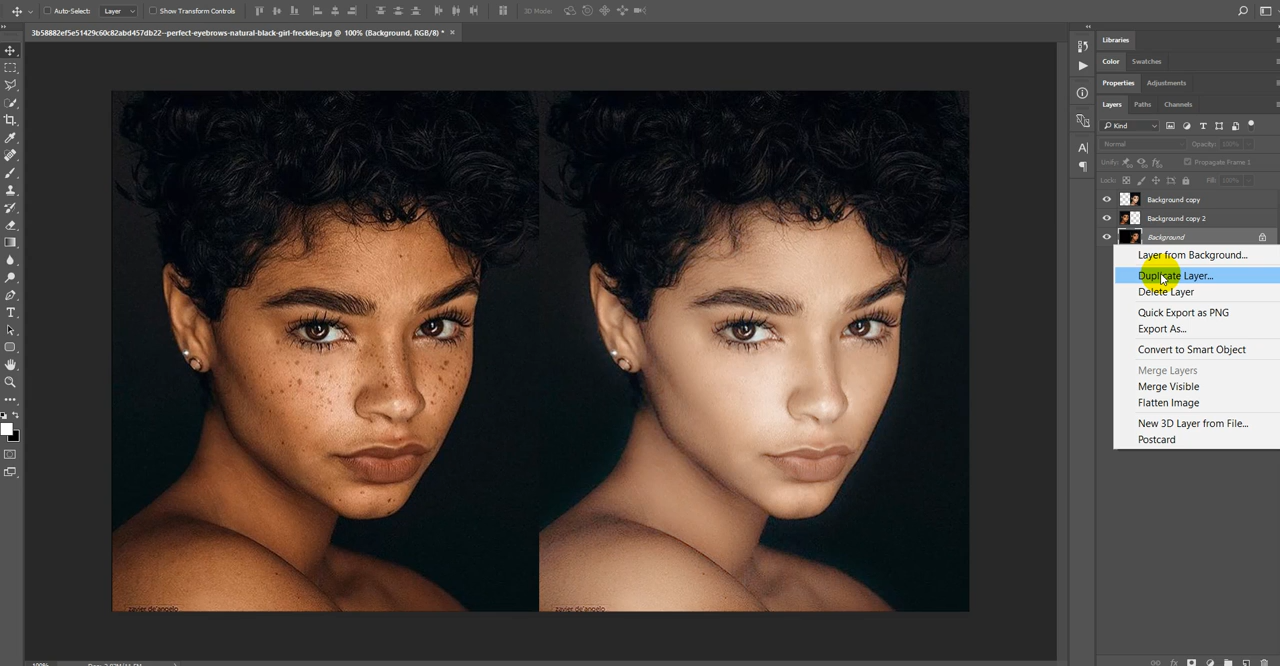 Auto-Select: Layer Show Transform Controls 3D Mode:
3b58882ef5e51429c60c82abd457db22--perfect-eyebrows-natural-black-girl-freckles.jpg @ 100% (Background, RGB/8) * ×
Libraries
Color Swatches
Properties Adjustments
Layers Paths Channels
Kind
Normal Opacity: 100%
Unify: Propagate Frame 1
Lock: Fill: 100%
Background copy
Background copy 2
Background
Layer from Background...
Duplicate Layer...
Delete Layer
Quick Export as PNG
Export As...
Convert to Smart Object
Merge Layers
Merge Visible
Flatten Image
New 3D Layer from File...
Postcard
zavier de'angelo
zavier de'angelo
100%